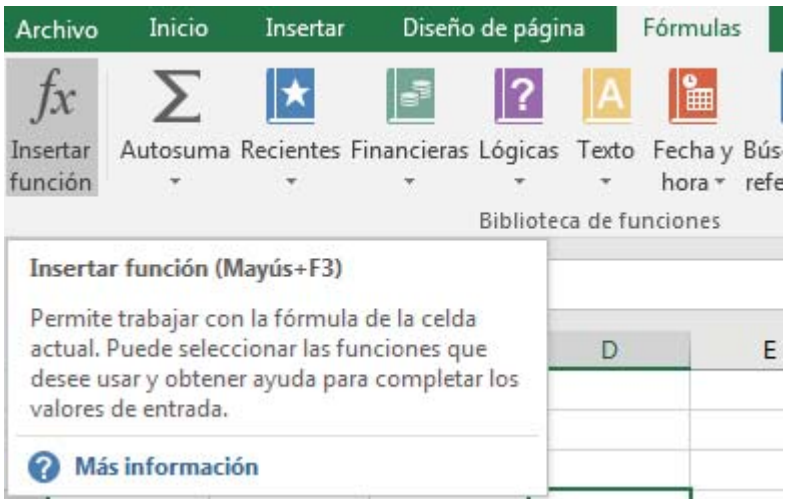 Archivo Inicio Insertar Diseño de página Fórmulas
fx Σ ? A
Insertar Autosuma Recientes Financieras Lógicas Texto Fecha y
función hora
Biblioteca de funciones
Insertar función (Mayús+F3)
Permite trabajar con la fórmula de la celda
actual. Puede seleccionar las funciones que
desee usar y obtener ayuda para completar los
valores de entrada.
? Más información
D E